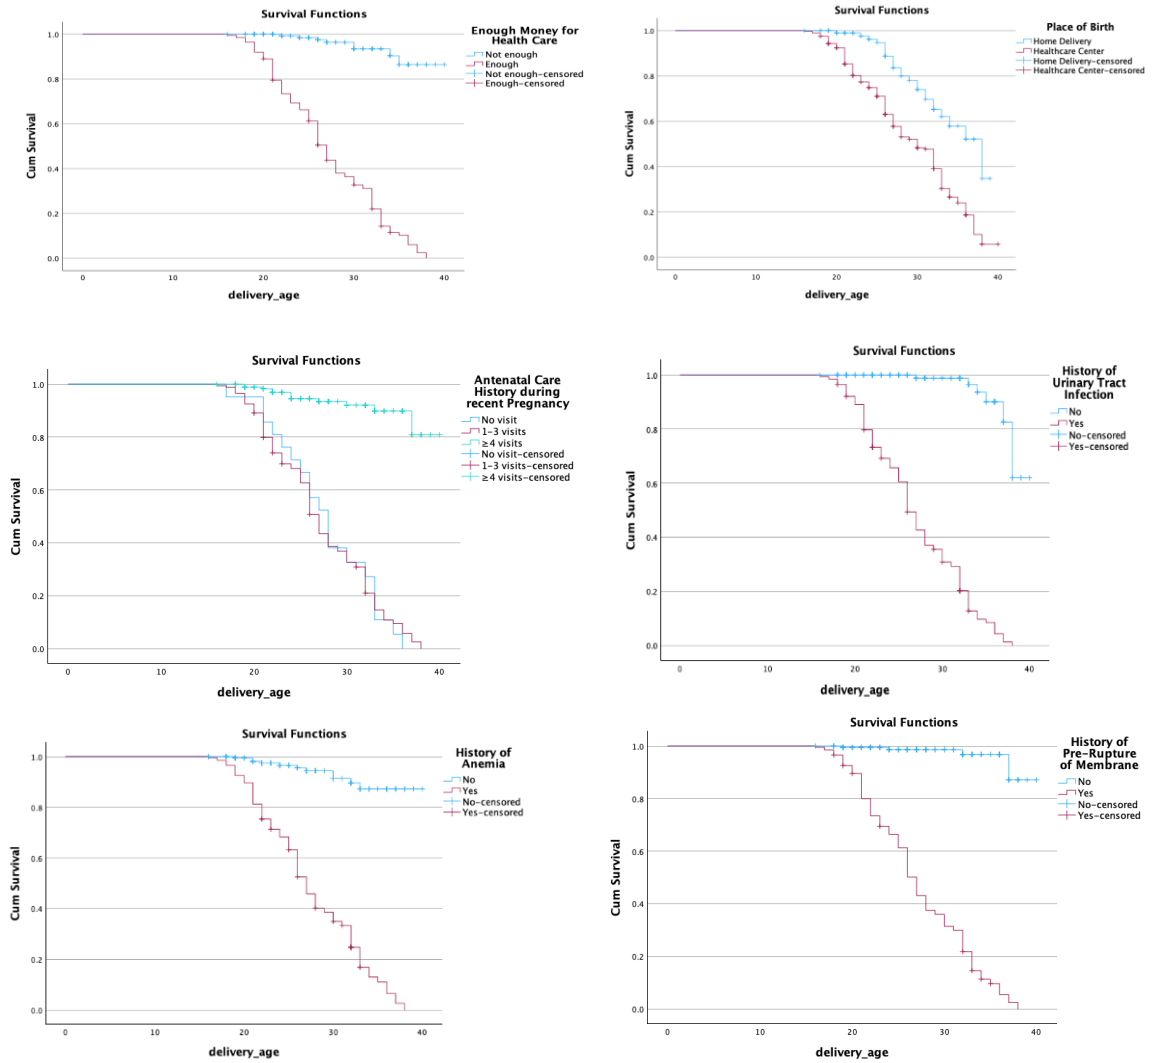 Survival Functions
Enough Money for
Health Care
Not enough
Enough
Not enough-censored
Enough-censored
Cum Survival
1.0
0.8
0.6
0.4
0.2
0.0
0 10 20 30 40
delivery_age
Survival Functions
Place of Birth
Home Delivery
Healthcare Center
Home Delivery-censored
Healthcare Center-censored
Cum Survival
1.0
0.8
0.6
0.4
0.2
0.0
0 10 20 30 40
delivery_age
Survival Functions
Antenatal Care
History during
recent Pregnancy
No visit
1-3 visits
≥4 visits
No visit-censored
1-3 visits-censored
≥4 visits-censored
Cum Survival
1.0
0.8
0.6
0.4
0.2
0.0
0 10 20 30 40
delivery_age
Survival Functions
History of
Urinary Tract
Infection
No
Yes
No-censored
Yes-censored
Cum Survival
1.0
0.8
0.6
0.4
0.2
0.0
0 10 20 30 40
delivery_age
Survival Functions
History of
Anemia
No
Yes
No-censored
Yes-censored
Cum Survival
1.0
0.8
0.6
0.4
0.2
0.0
0 10 20 30 40
delivery_age
Survival Functions
History of
Pre-Rupture
of Membrane
No
Yes
No-censored
Yes-censored
Cum Survival
1.0
0.8
0.6
0.4
0.2
0.0
0 10 20 30 40
delivery_age